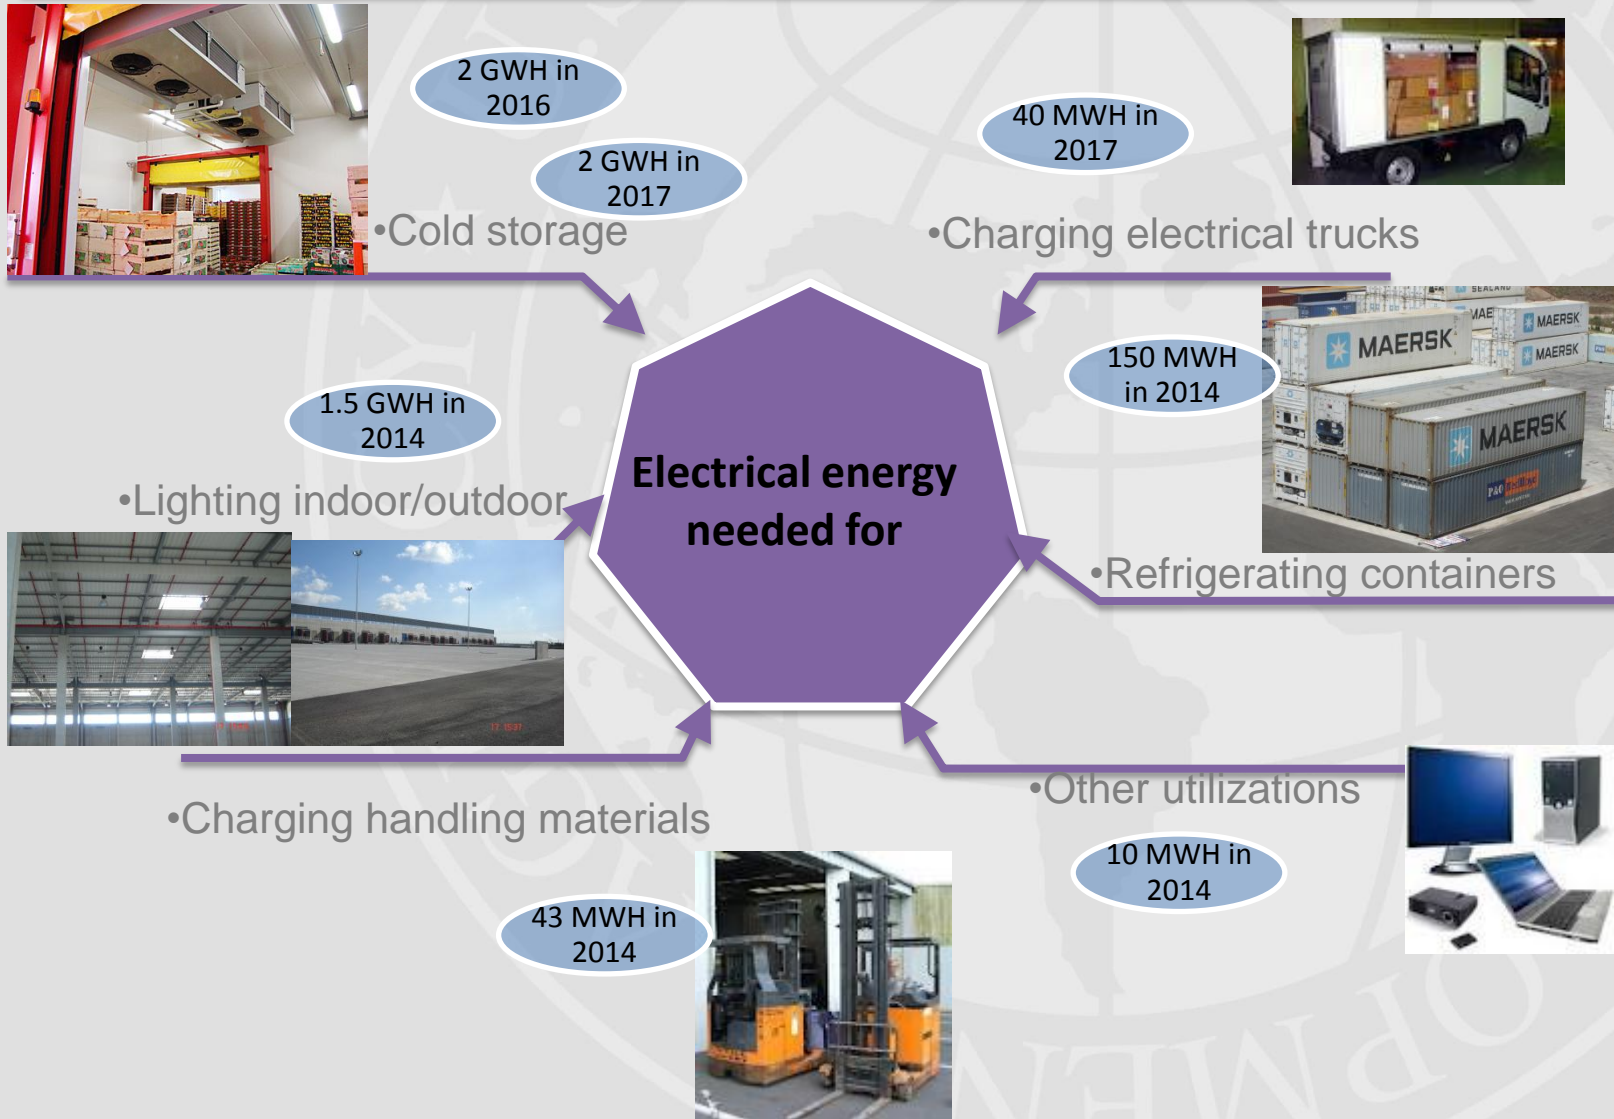 2 GWH in
2016
2 GWH in
2017
•Cold storage
40 MWH in
2017
•Charging electrical trucks
1.5 GWH in
2014
•Lighting indoor/outdoor
Electrical energy
needed for
150 MWH
in 2014
SEALAND
MAERSK
MAERSK
MAERSK
MAERSK
P&O Nedlloyd
•Refrigerating containers
•Charging handling materials
43 MWH in
2014
•Other utilizations
10 MWH in
2014